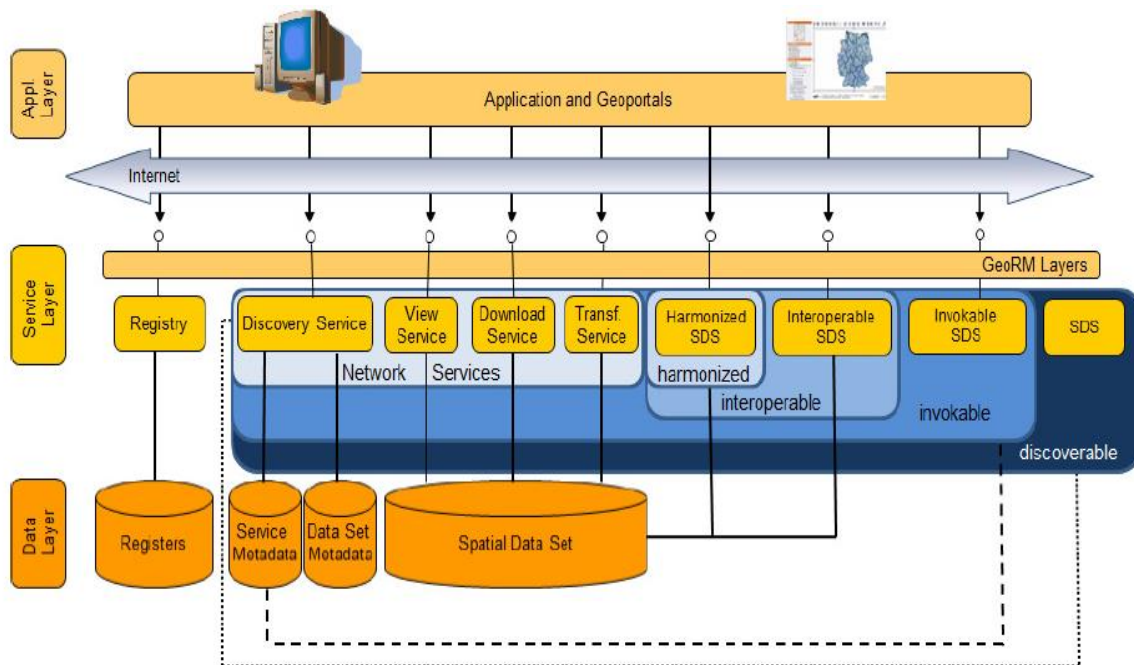 Appl.
Layer
Application and Geoportals
Internet
Service
Layer
GeoRM Layers
Registry
Discovery Service
View
Service
Download
Service
Transf.
Service
Harmonized
SDS
Interoperable
SDS
Invokable
SDS
SDS
Network Services
harmonized
interoperable
invokable
discoverable
Data
Layer
Registers
Service
Metadata
Data Set
Metadata
Spatial Data Set